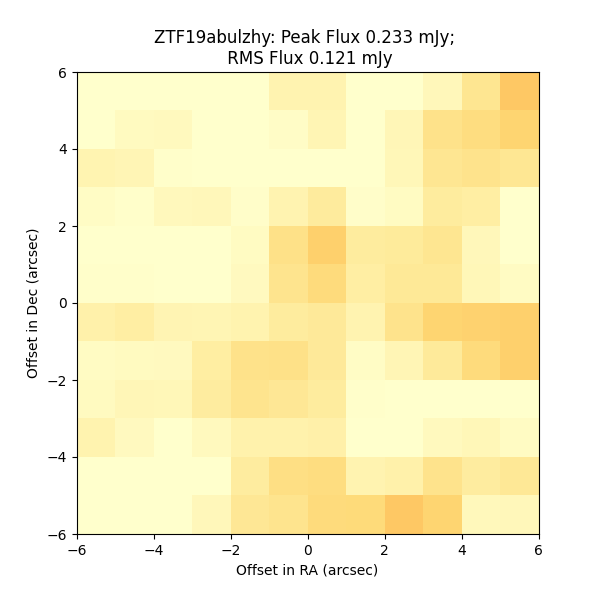 ZTF19abulzhy: Peak Flux 0.233 mJy;
RMS Flux 0.121 mJy
6
4
2
0
−2
−4
−6
Offset in Dec (arcsec)
−6 −4 −2 0 2 4 6
Offset in RA (arcsec)